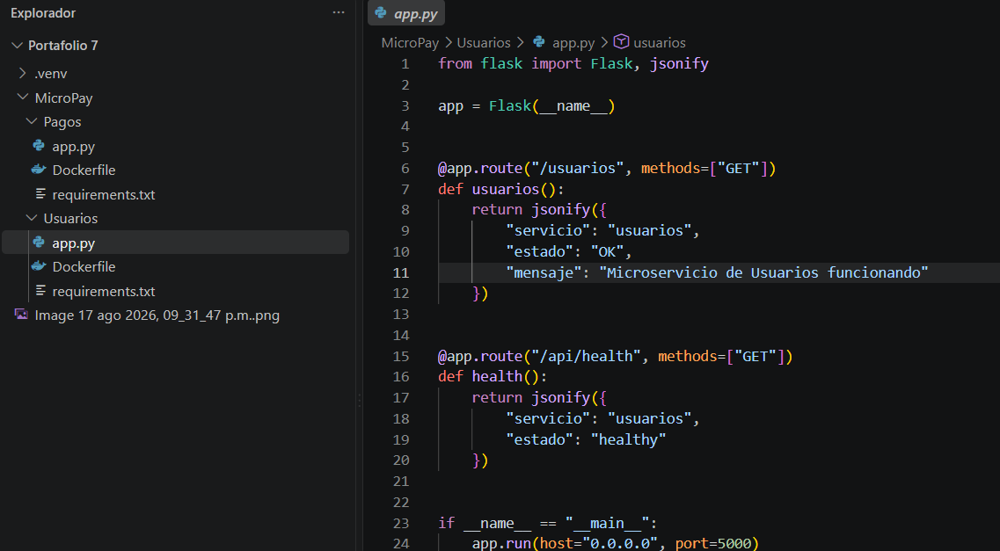 Explorador
Portafolio 7
.venv
MicroPay
Pagos
app.py
Dockerfile
requirements.txt
Usuarios
app.py
Dockerfile
requirements.txt
Image 17 ago 2026, 09_31_47 p.m..png
app.py
MicroPay > Usuarios > app.py > usuarios
1 from flask import Flask, jsonify
2
3 app = Flask(__name__)
4
5
6 @app.route("/usuarios", methods=["GET"])
7 def usuarios():
8     return jsonify({
9         "servicio": "usuarios",
10         "estado": "OK",
11         "mensaje": "Microservicio de Usuarios funcionando"
12     })
13
14
15 @app.route("/api/health", methods=["GET"])
16 def health():
17     return jsonify({
18         "servicio": "usuarios",
19         "estado": "healthy"
20     })
21
22
23 if __name__ == "__main__":
24     app.run(host="0.0.0.0", port=5000)